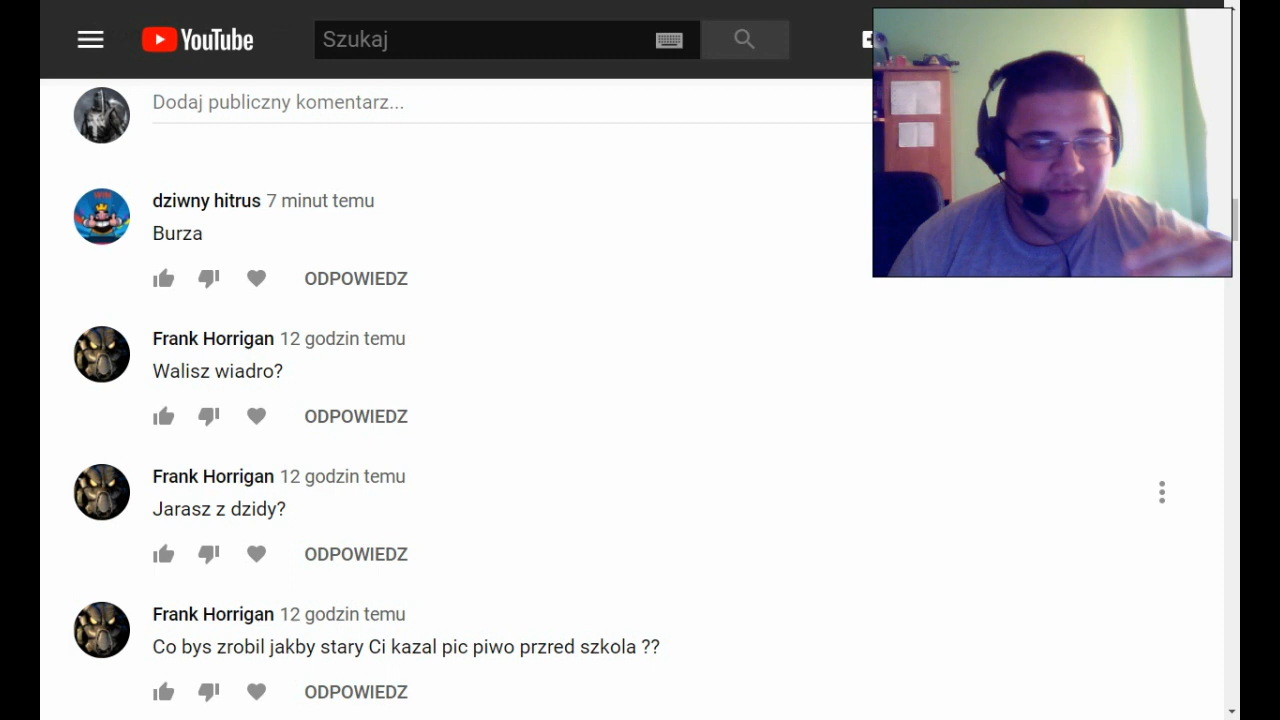 YouTube
Szukaj
Dodaj publiczny komentarz...
dziwny hitrus 7 minut temu
Burza
ODPOWIEDZ
Frank Horrigan 12 godzin temu
Walisz wiadro?
ODPOWIEDZ
Frank Horrigan 12 godzin temu
Jarasz z dzidy?
ODPOWIEDZ
Frank Horrigan 12 godzin temu
Co bys zrobil jakby stary Ci kazal pic piwo przred szkola ??
ODPOWIEDZ